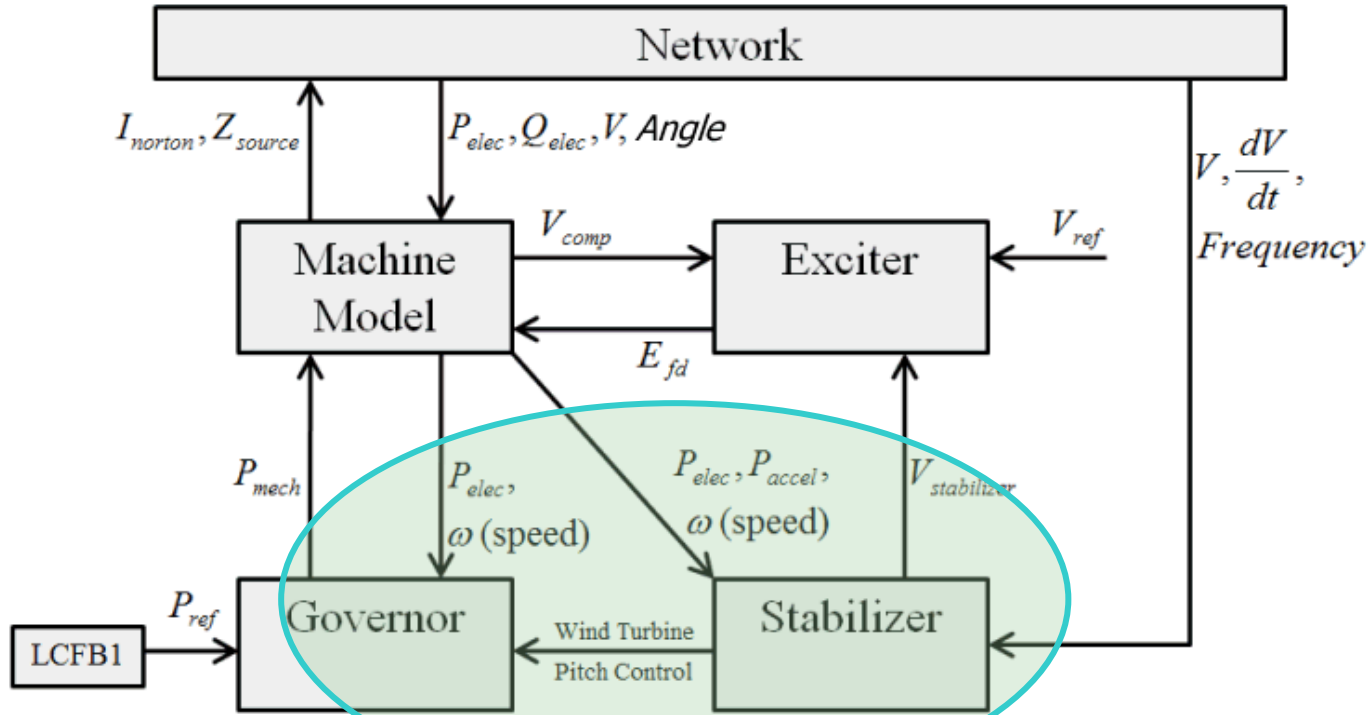 Network
I_norton, Z_source
P_elec, Q_elec, V, Angle
V, dV/dt,
Frequency
Machine
Model
V_comp
Exciter
V_ref
E_fd
P_mech
P_elec,
ω (speed)
P_elec, P_accel,
ω (speed)
V_stabilizer
P_ref
LCFB1
Governor
Wind Turbine
Pitch Control
Stabilizer